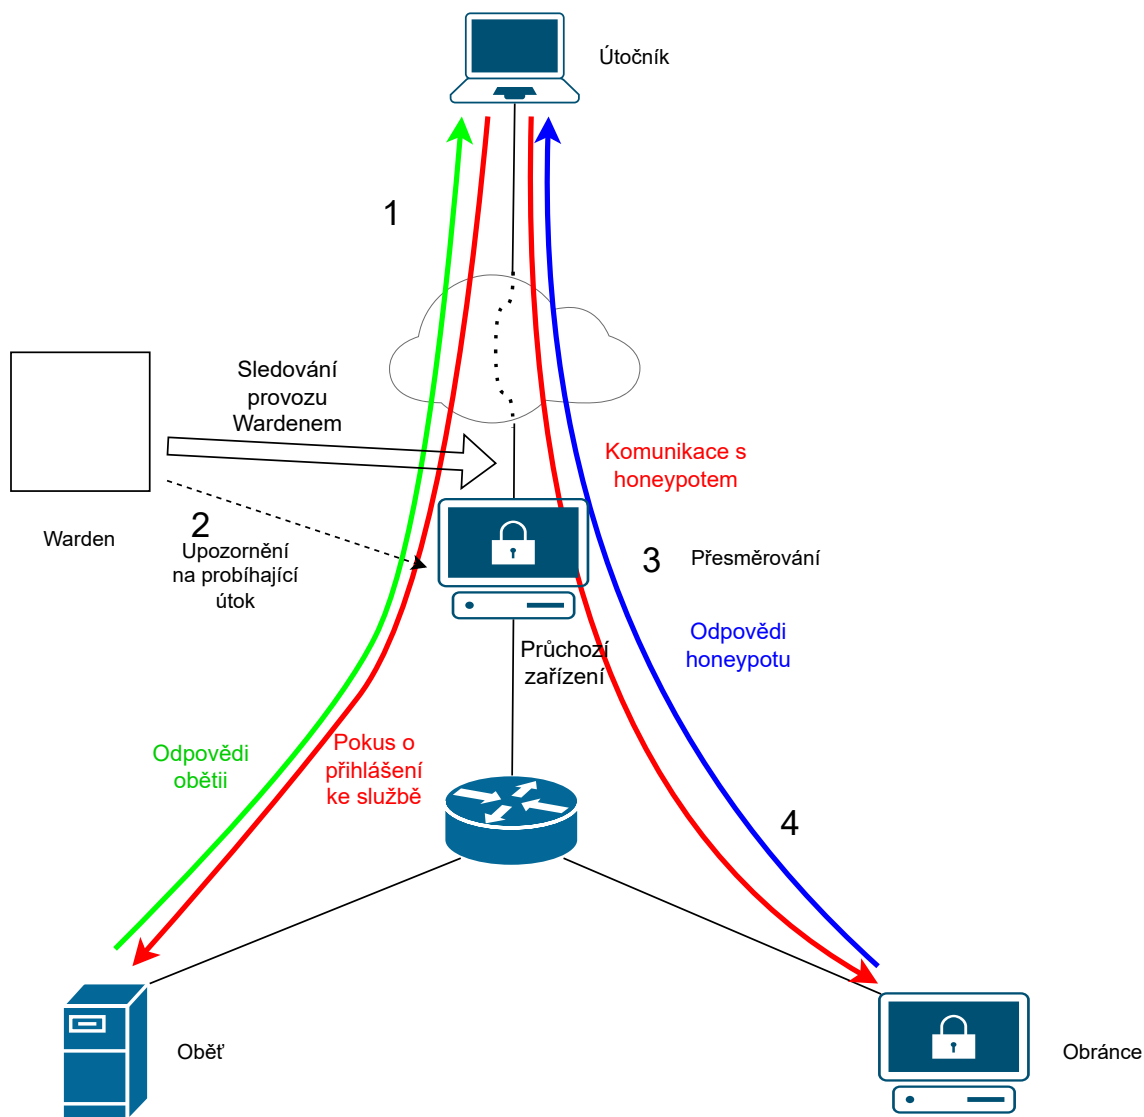 Útočník
1
Sledování
provozu
Wardenem
Komunikace s
honeypotem
Warden
2
Upozornění
na probíhající
útok
3
Přesměrování
Odpovědi
honeypotu
Průchozí
zařízení
Odpovědi
obětii
Pokus o
přihlášení
ke službě
4
Oběť
Obránce